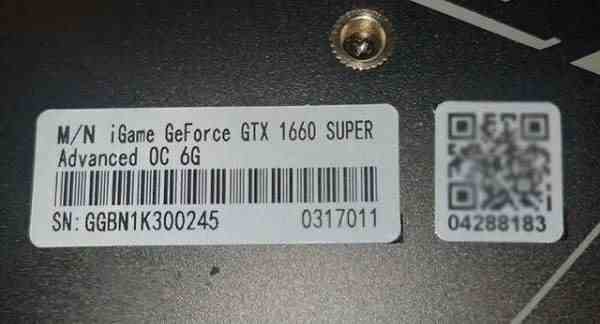 M/N iGame GeForce GTX 1660 SUPER
Advanced OC 6G
SN: GGBN1K300245 0317011
04288183